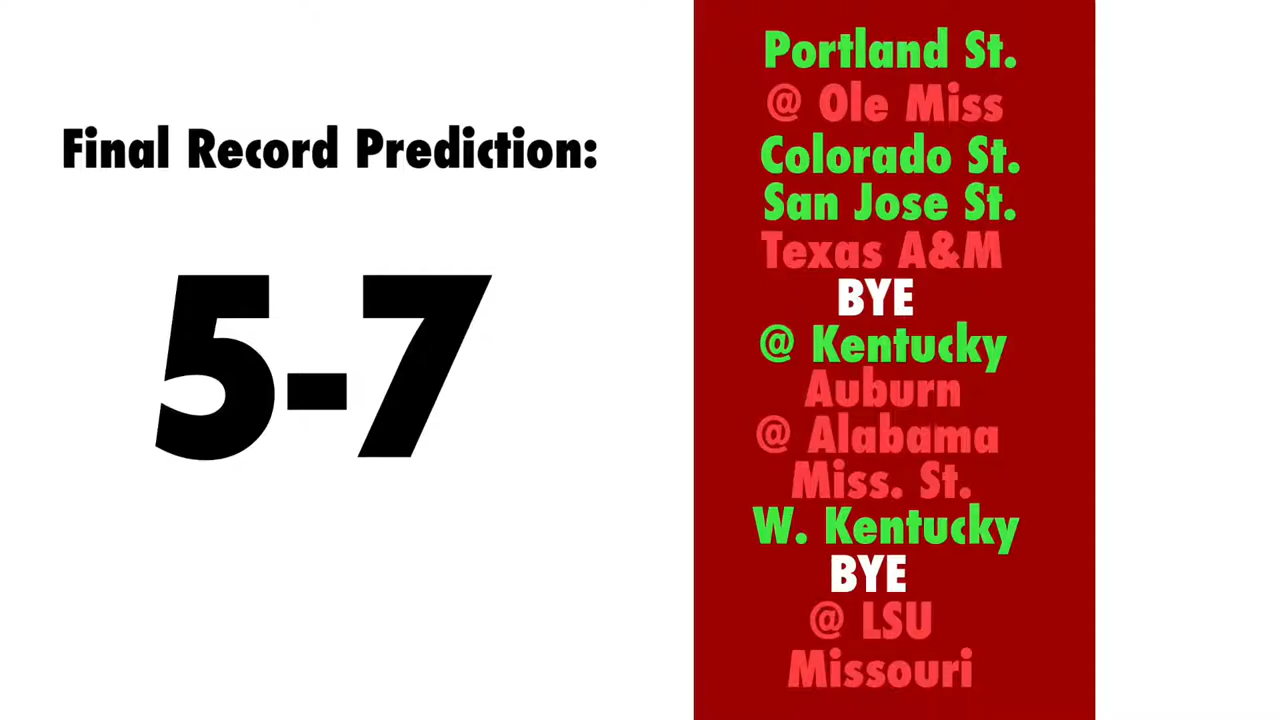 Final Record Prediction:
5-7
Portland St.
@ Ole Miss
Colorado St.
San Jose St.
Texas A&M
BYE
@ Kentucky
Auburn
@ Alabama
Miss. St.
W. Kentucky
BYE
@ LSU
Missouri